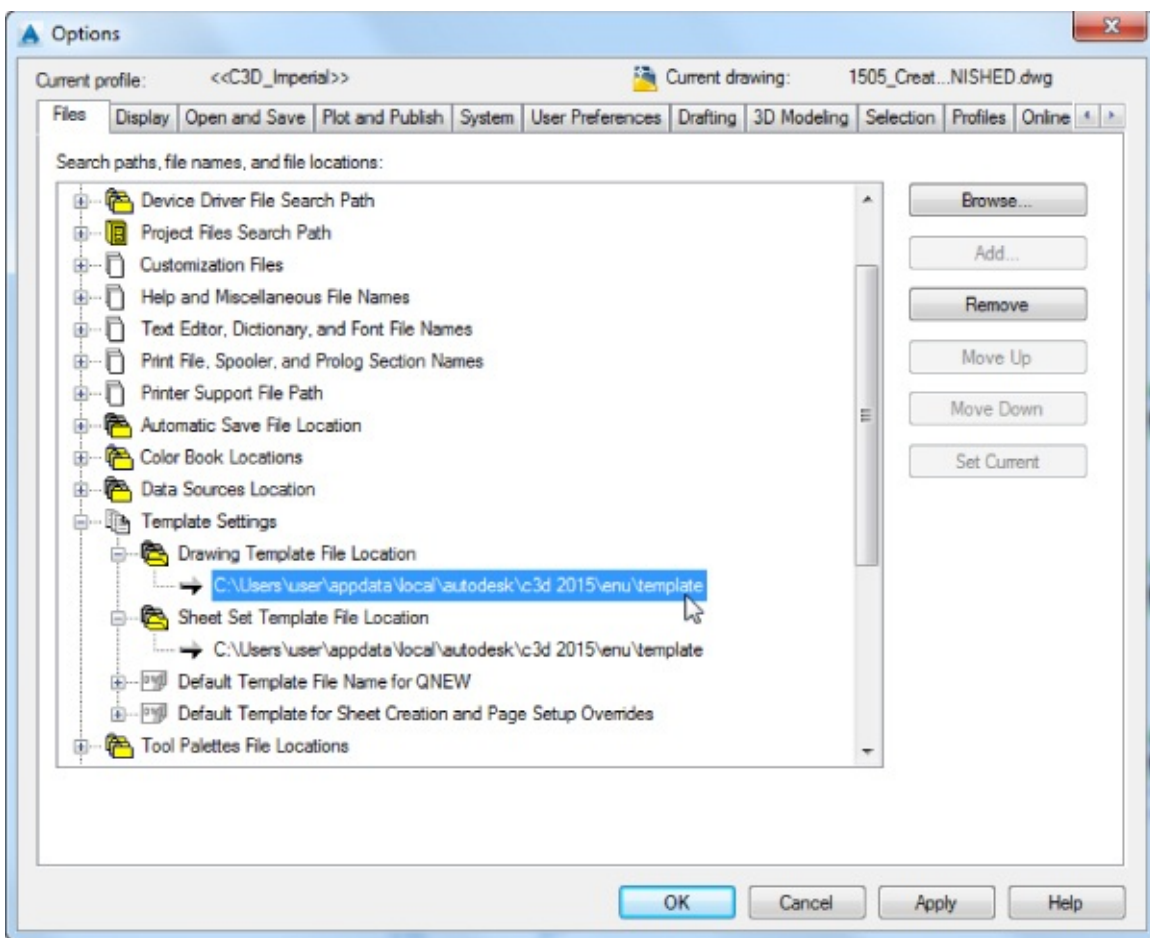 Options
Current profile: <<C3D_Imperial>> Current drawing: 1505_Creat...NISHED.dwg
Files Display Open and Save Plot and Publish System User Preferences Drafting 3D Modeling Selection Profiles Online
Search paths, file names, and file locations:
Device Driver File Search Path
Project Files Search Path
Customization Files
Help and Miscellaneous File Names
Text Editor, Dictionary, and Font File Names
Print File, Spooler, and Prolog Section Names
Printer Support File Path
Automatic Save File Location
Color Book Locations
Data Sources Location
Template Settings
Drawing Template File Location
C:\Users\user\appdata\local\autodesk\c3d 2015\enu\template
Sheet Set Template File Location
C:\Users\user\appdata\local\autodesk\c3d 2015\enu\template
Default Template File Name for QNEW
Default Template for Sheet Creation and Page Setup Overrides
Tool Palettes File Locations
Browse...
Add...
Remove
Move Up
Move Down
Set Current
OK Cancel Apply Help